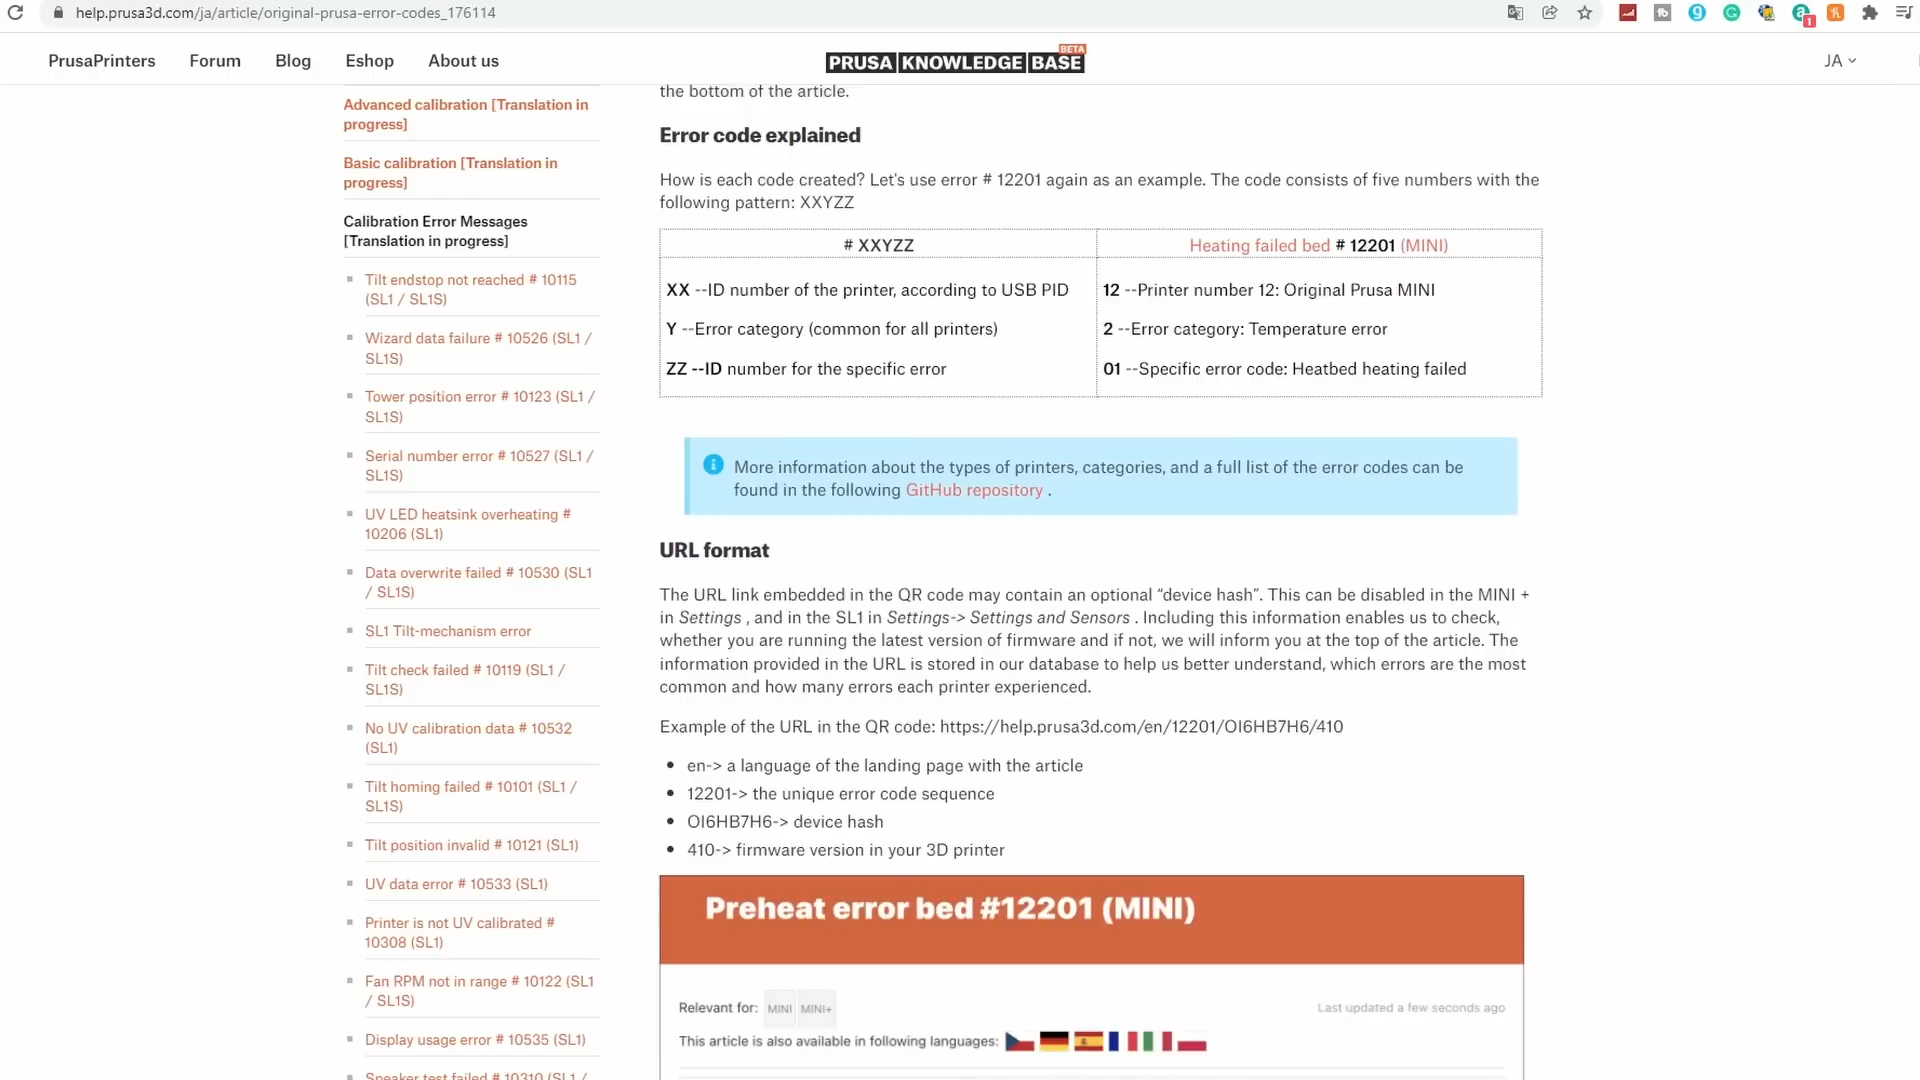 help.prusa3d.com/ja/article/original-prusa-error-codes_176114
1
PrusaPrinters
Forum
Blog
Eshop
About us
PRUSA KNOWLEDGE BASE
BETA
JA
Advanced calibration [Translation in
progress]
Basic calibration [Translation in
progress]
Calibration Error Messages
[Translation in progress]
Tilt endstop not reached # 10115
(SL1 / SL1S)
Wizard data failure # 10526 (SL1 /
SL1S)
Tower position error # 10123 (SL1 /
SL1S)
Serial number error # 10527 (SL1 /
SL1S)
UV LED heatsink overheating #
10206 (SL1)
Data overwrite failed # 10530 (SL1
/ SL1S)
SL1 Tilt-mechanism error
Tilt check failed # 10119 (SL1 /
SL1S)
No UV calibration data # 10532
(SL1)
Tilt homing failed # 10101 (SL1 /
SL1S)
Tilt position invalid # 10121 (SL1)
UV data error # 10533 (SL1)
Printer is not UV calibrated #
10308 (SL1)
Fan RPM not in range # 10122 (SL1
/ SL1S)
Display usage error # 10535 (SL1)
Speaker test failed # 10310 (SL1 /
the bottom of the article.
Error code explained
How is each code created? Let's use error # 12201 again as an example. The code consists of five numbers with the
following pattern: XXYZZ
# XXYZZ
Heating failed bed # 12201 (MINI)
XX --ID number of the printer, according to USB PID
12 --Printer number 12: Original Prusa MINI
Y --Error category (common for all printers)
2 --Error category: Temperature error
ZZ --ID number for the specific error
01 --Specific error code: Heatbed heating failed
More information about the types of printers, categories, and a full list of the error codes can be
found in the following GitHub repository .
URL format
The URL link embedded in the QR code may contain an optional “device hash”. This can be disabled in the MINI +
in Settings , and in the SL1 in Settings-> Settings and Sensors . Including this information enables us to check,
whether you are running the latest version of firmware and if not, we will inform you at the top of the article. The
information provided in the URL is stored in our database to help us better understand, which errors are the most
common and how many errors each printer experienced.
Example of the URL in the QR code: https://help.prusa3d.com/en/12201/OI6HB7H6/410
en-> a language of the landing page with the article
12201-> the unique error code sequence
OI6HB7H6-> device hash
410-> firmware version in your 3D printer
Preheat error bed #12201 (MINI)
Relevant for: MINI MINI+
Last updated a few seconds ago
This article is also available in following languages: